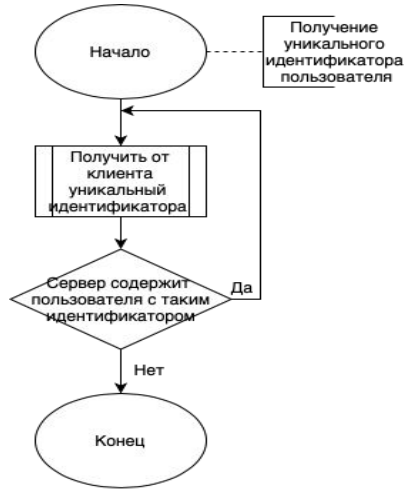 Начало
Получение
уникального
идентификатора
пользователя
Получить от
клиента
уникальный
идентификатора
Сервер содержит
пользователя с таким
идентификатором
Да
Нет
Конец